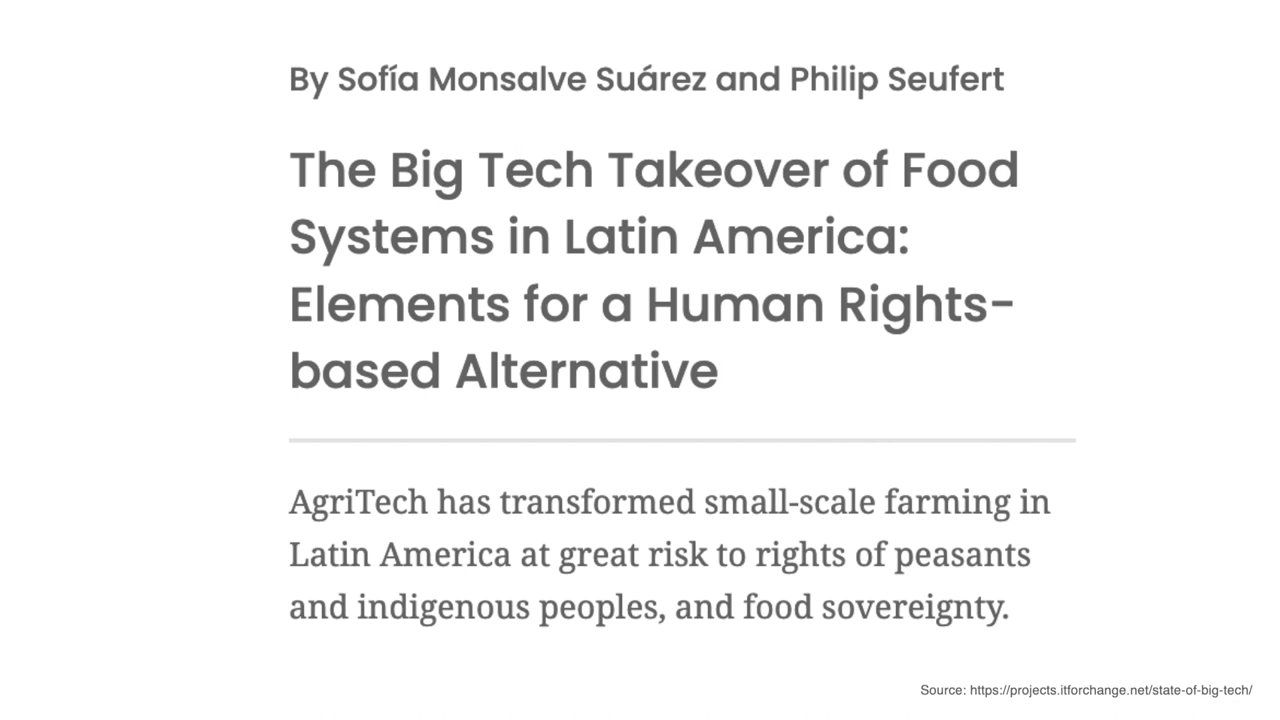 By Sofía Monsalve Suárez and Philip Seufert
The Big Tech Takeover of Food
Systems in Latin America:
Elements for a Human Rights-
based Alternative
AgriTech has transformed small-scale farming in
Latin America at great risk to rights of peasants
and indigenous peoples, and food sovereignty.
Source: https://projects.itforchange.net/state-of-big-tech/